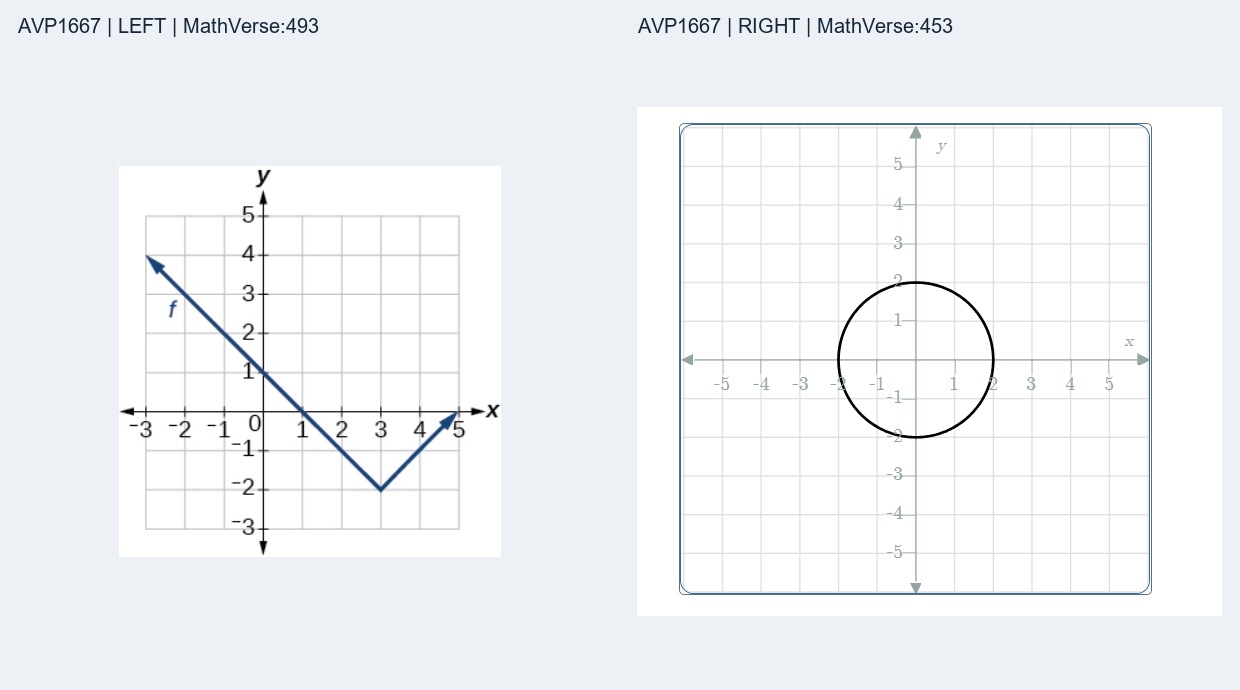 AVP1667 | LEFT | MathVerse:493
AVP1667 | RIGHT | MathVerse:453
y
5
4
3
2
1
f
−3 −2 −1 0 1 2 3 4 5 x
−1
−2
−3
y
5
4
3
2
1
x
-5 -4 -3 -2 -1 1 2 3 4 5
-1
-2
-3
-4
-5